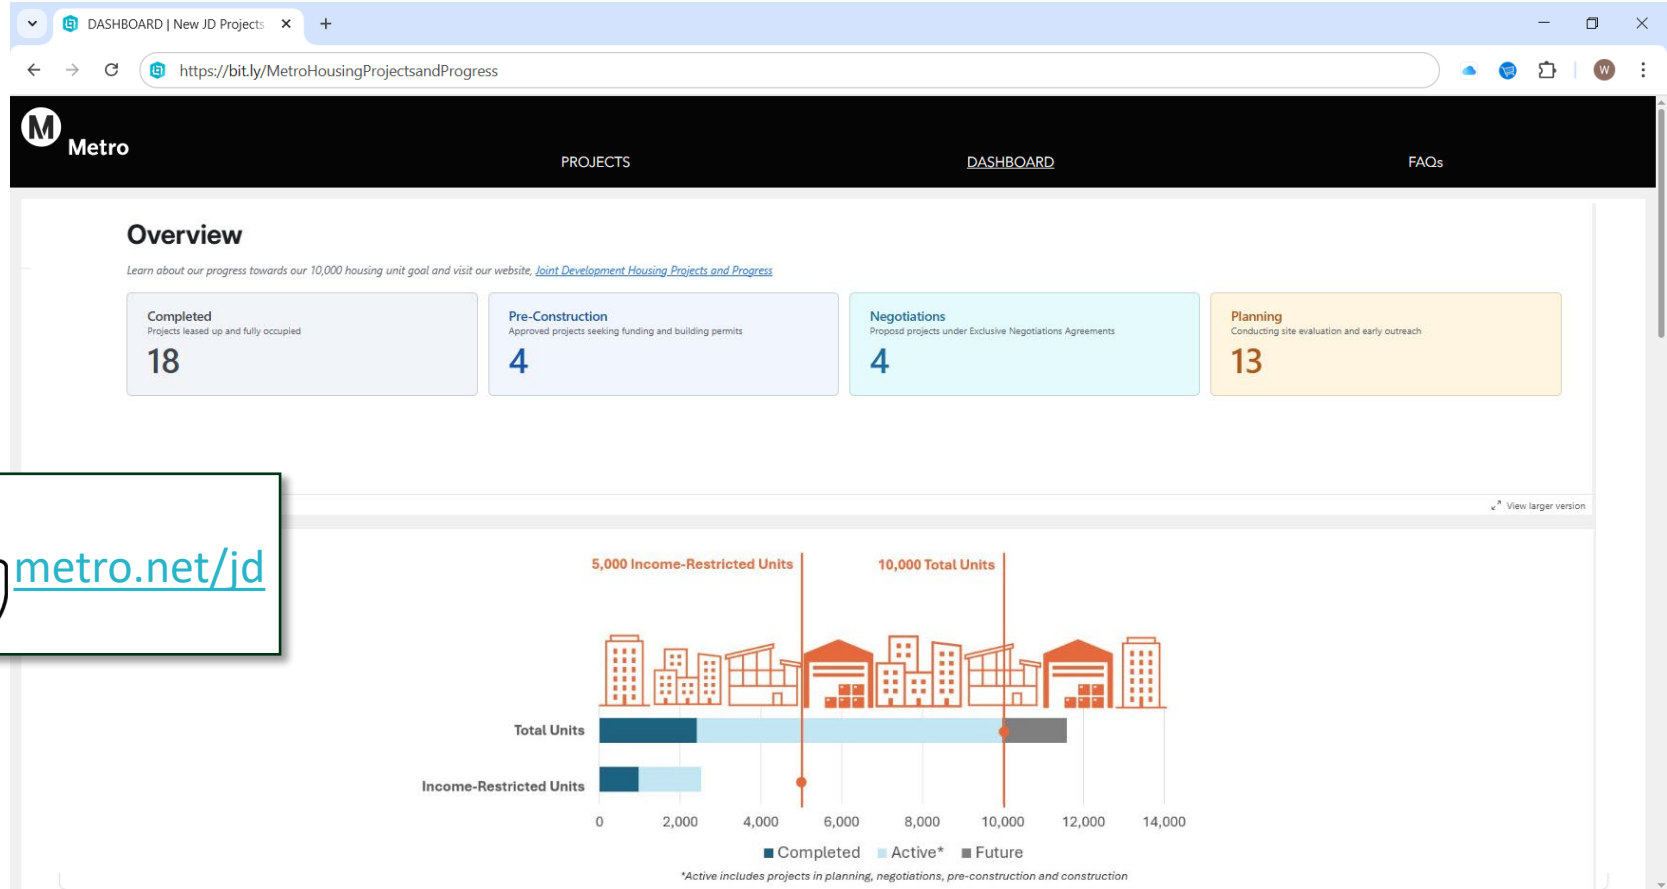 DASHBOARD | New JD Projects
https://bit.ly/MetroHousingProjectsandProgress
W
M
Metro
PROJECTS
DASHBOARD
FAQs
Overview
Learn about our progress towards our 10,000 housing unit goal and visit our website, Joint Development Housing Projects and Progress
Completed
Projects leased up and fully occupied
18
Pre-Construction
Approved projects seeking funding and building permits
4
Negotiations
Proposd projects under Exclusive Negotiations Agreements
4
Planning
Conducting site evaluation and early outreach
13
View larger version
metro.net/jd
5,000 Income-Restricted Units
10,000 Total Units
Total Units
Income-Restricted Units
0 2,000 4,000 6,000 8,000 10,000 12,000 14,000
Completed Active* Future
*Active includes projects in planning, negotiations, pre-construction and construction